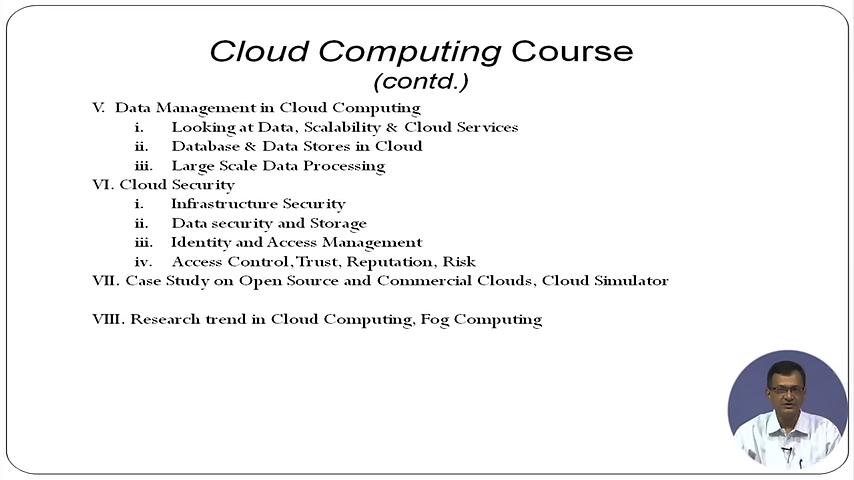 Cloud Computing Course
(contd.)
V. Data Management in Cloud Computing
i. Looking at Data, Scalability & Cloud Services
ii. Database & Data Stores in Cloud
iii. Large Scale Data Processing
VI. Cloud Security
i. Infrastructure Security
ii. Data security and Storage
iii. Identity and Access Management
iv. Access Control, Trust, Reputation, Risk
VII. Case Study on Open Source and Commercial Clouds, Cloud Simulator
VIII. Research trend in Cloud Computing, Fog Computing